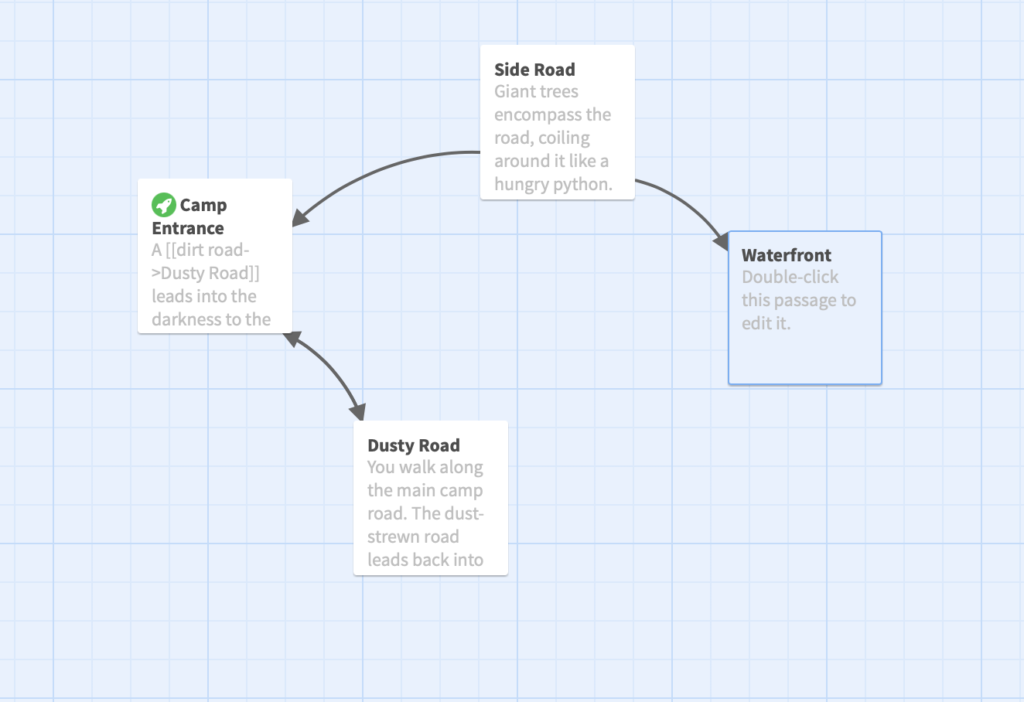 Side Road
Giant trees
encompass the
road, coiling
around it like a
hungry python.
Camp
Entrance
A [[dirt road-
>Dusty Road]]
leads into the
darkness to the
Waterfront
Double-click
this passage to
edit it.
Dusty Road
You walk along
the main camp
road. The dust-
strewn road
leads back into